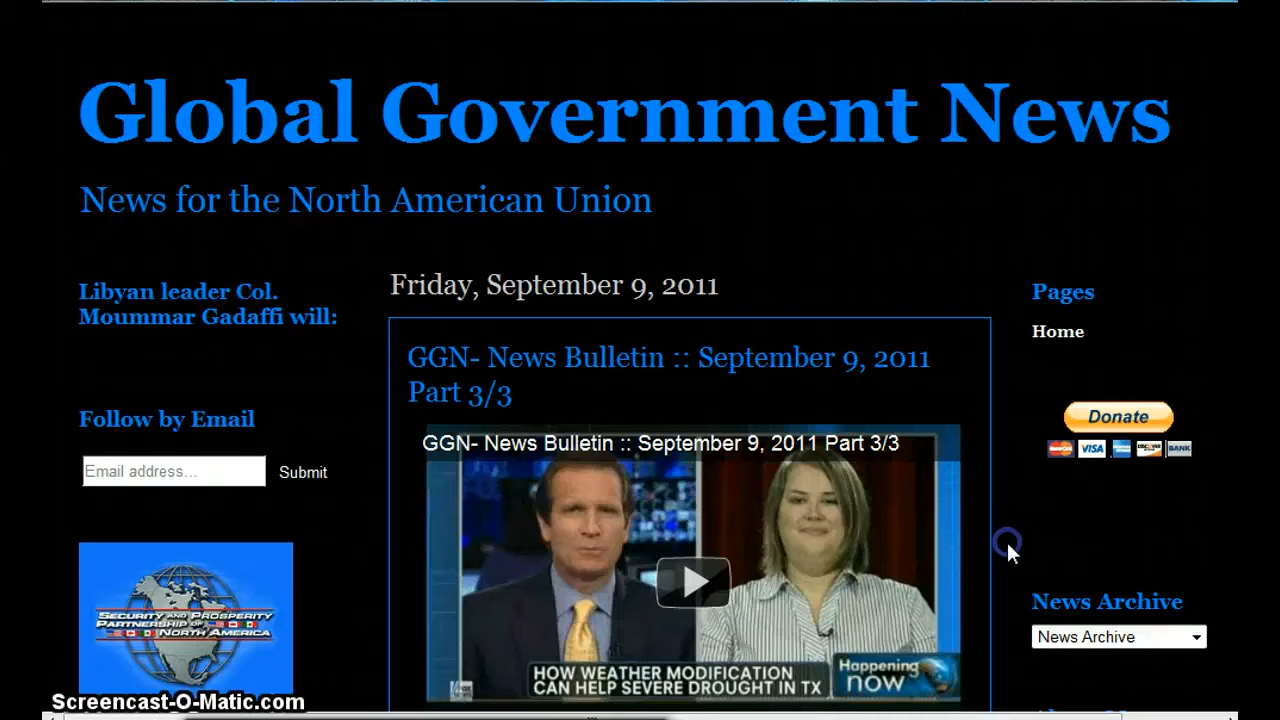 Global Government News
News for the North American Union
Libyan leader Col.
Moummar Gadaffi will:
Follow by Email
Email address...
Submit
SECURITY AND PROSPERITY
PARTNERSHIP OF
NORTH AMERICA
Screencast-O-Matic.com
Friday, September 9, 2011
GGN- News Bulletin :: September 9, 2011
Part 3/3
GGN- News Bulletin :: September 9, 2011 Part 3/3
HOW WEATHER MODIFICATION
CAN HELP SEVERE DROUGHT IN TX
Happening
now
Pages
Home
Donate
VISA
BANK
News Archive
News Archive